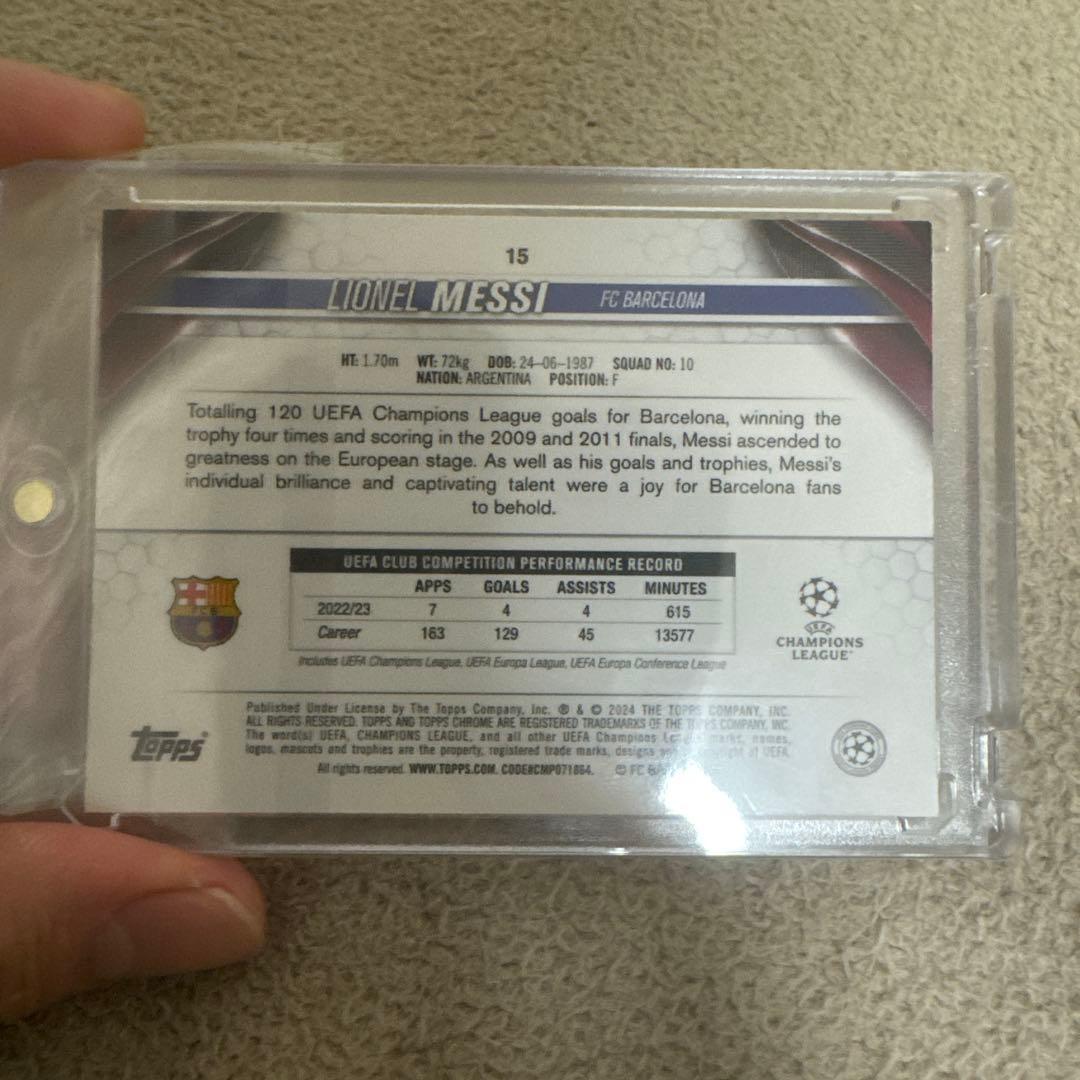 15
LIONEL MESSI FC BARCELONA
HT: 1.70m WT: 72kg DOB: 24-06-1987 SQUAD NO: 10
NATION: ARGENTINA POSITION: F
Totalling 120 UEFA Champions League goals for Barcelona, winning the
trophy four times and scoring in the 2009 and 2011 finals, Messi ascended to
greatness on the European stage. As well as his goals and trophies, Messi's
individual brilliance and captivating talent were a joy for Barcelona fans
to behold.
UEFA CLUB COMPETITION PERFORMANCE RECORD
APPS GOALS ASSISTS MINUTES
2022/23 7 4 4 615
Career 163 129 45 13577
Includes UEFA Champions League, UEFA Europa League, UEFA Europa Conference League
FCB
UEFA
CHAMPIONS
LEAGUE
topps
Published Under License by The Topps Company, Inc. ® & © 2024 THE TOPPS COMPANY, INC.
ALL RIGHTS RESERVED. TOPPS AND TOPPS CHROME ARE REGISTERED TRADEMARKS OF THE TOPPS COMPANY, INC.
The word(s) UEFA, CHAMPIONS LEAGUE, and all other UEFA Champions marks, names,
logos, mascots and trophies are the property, registered trade marks, designs of UEFA.
All rights reserved. WWW.TOPPS.COM. CODE#CMP071864. © FC